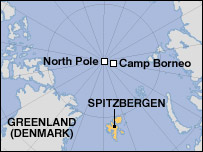 North Pole
Camp Borneo
SPITZBERGEN
GREENLAND
(DENMARK)